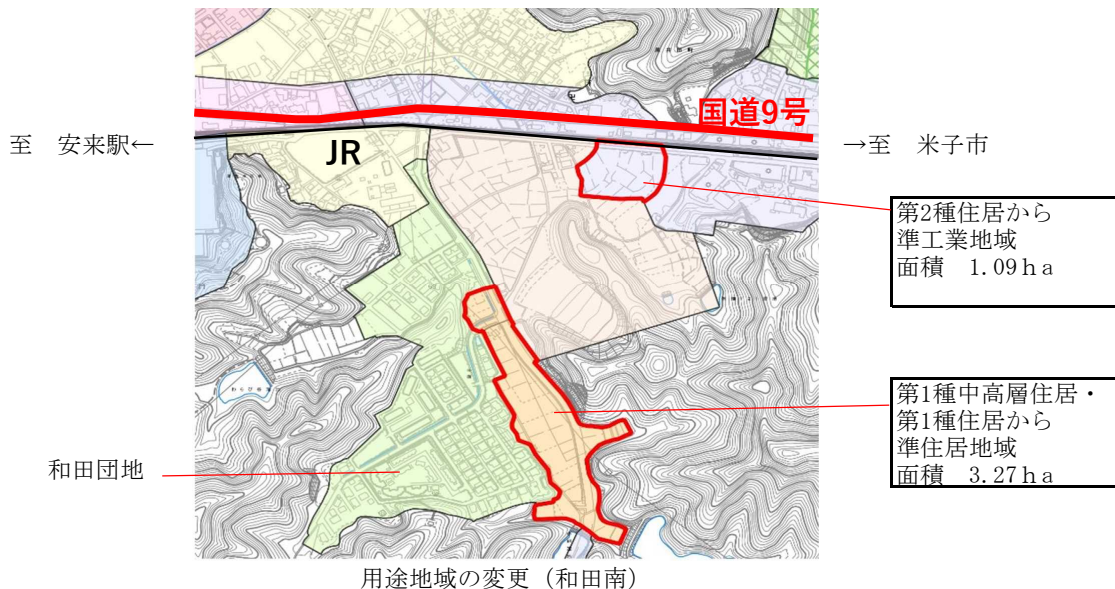 国道9号
至 安来駅←
JR
→至 米子市
第2種住居から
準工業地域
面積 1.09ha
第1種中高層住居・
第1種住居から
準住居地域
面積 3.27ha
和田団地
用途地域の変更(和田南)